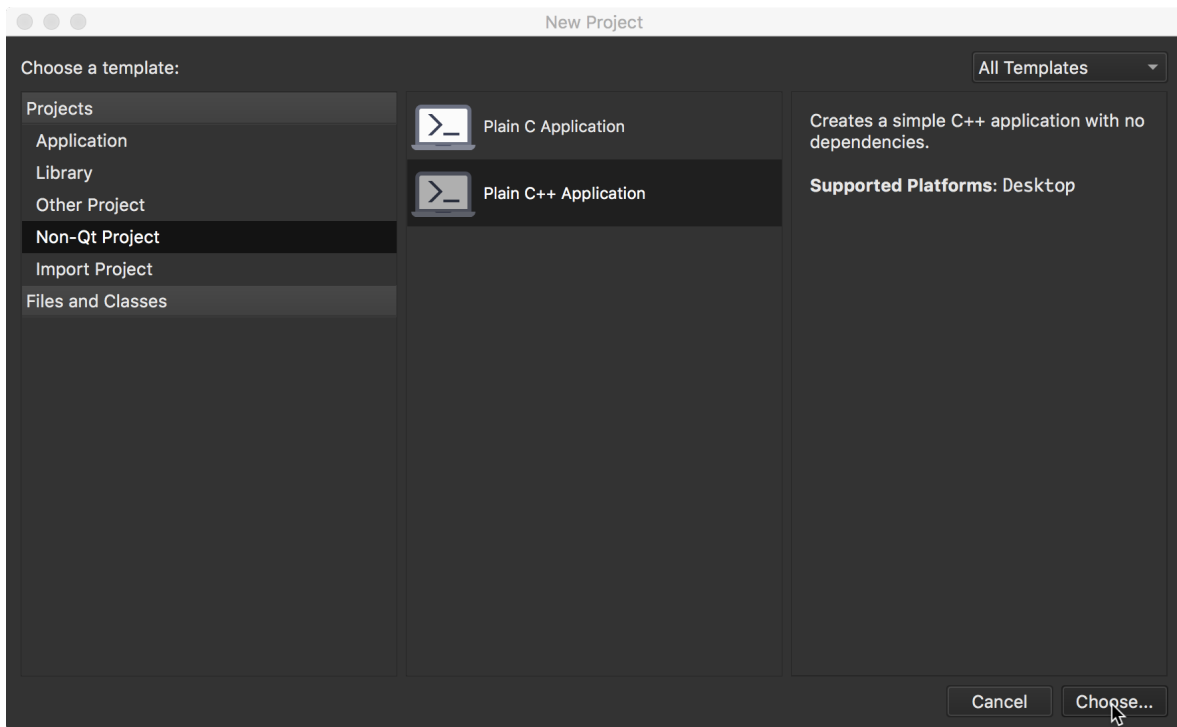 New Project
Choose a template:
All Templates
Projects
Application
Library
Other Project
Non-Qt Project
Import Project
Files and Classes
Plain C Application
Plain C++ Application
Creates a simple C++ application with no
dependencies.
Supported Platforms: Desktop
Cancel
Choose...